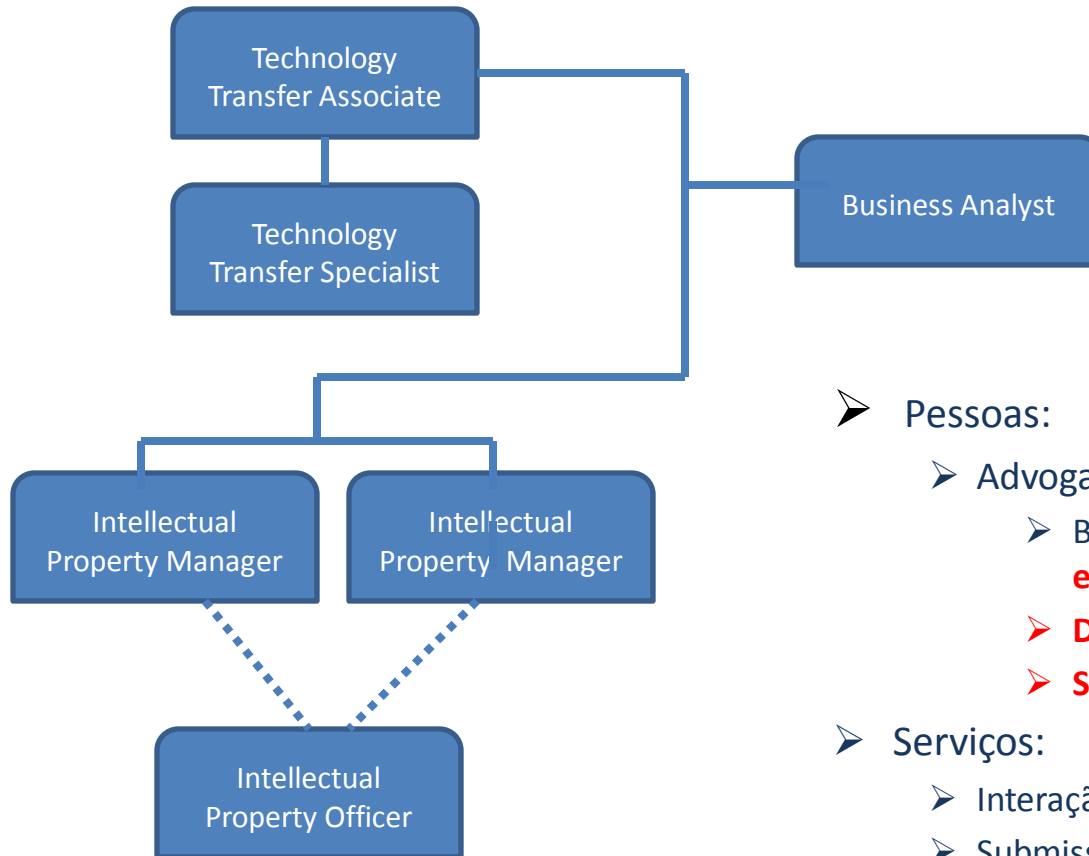 Technology
Transfer Associate
Technology
Transfer Specialist
Business Analyst
Intellectual
Property Manager
Intellectual
Property Manager
Intellectual
Property Officer
Pessoas:
Serviços: